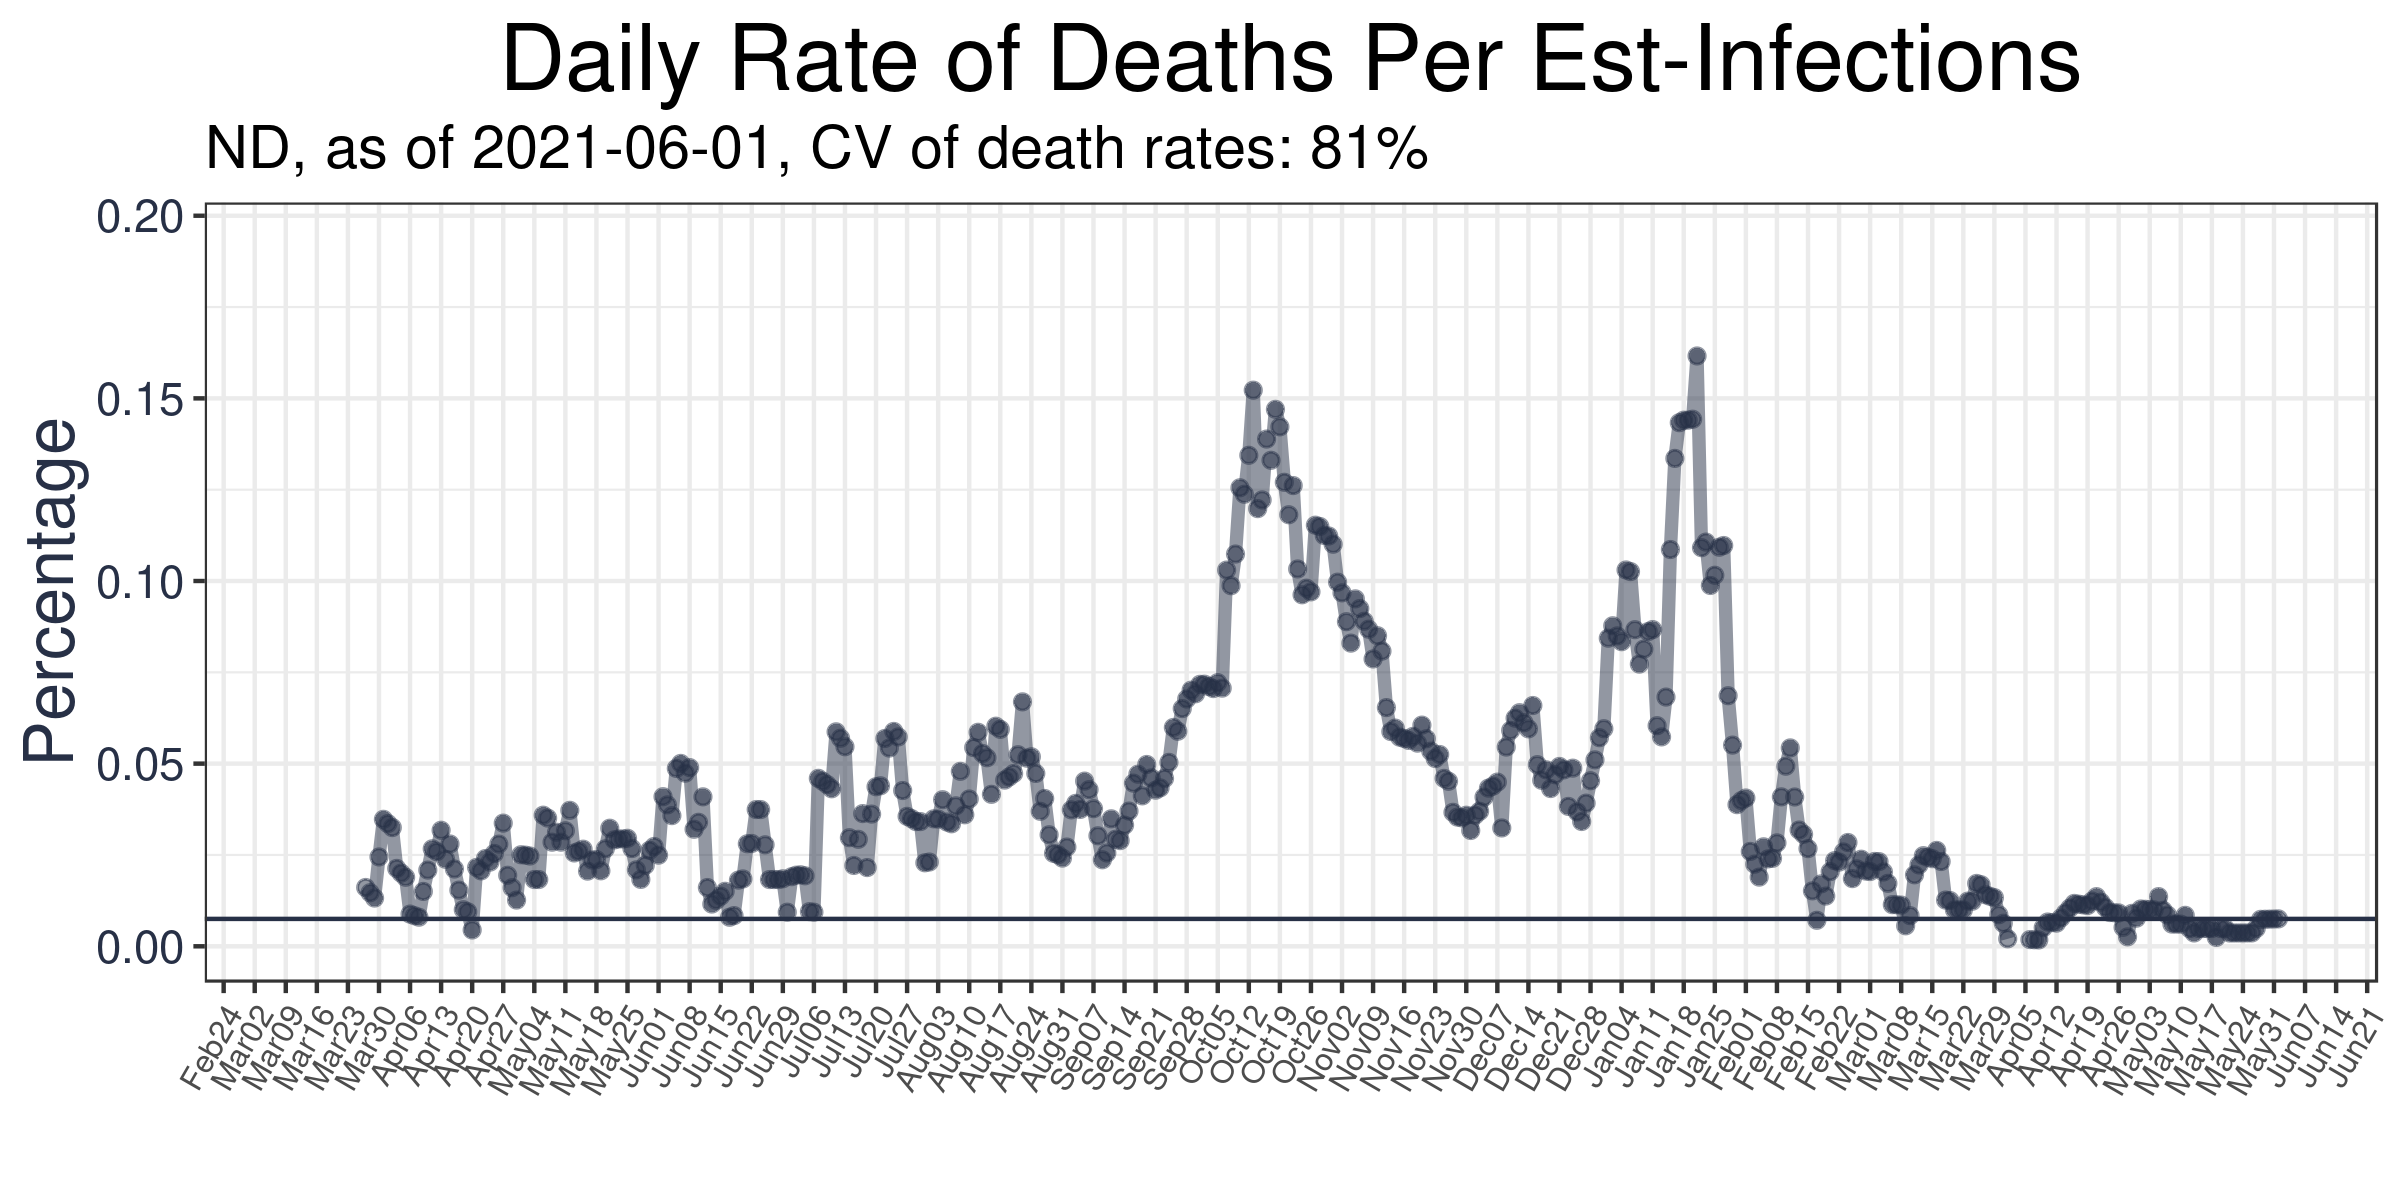 Daily Rate of Deaths Per Est-Infections
ND, as of 2021-06-01, CV of death rates: 81%
Percentage
0.20
0.15
0.10
0.05
0.00
Feb24
Mar02
Mar09
Mar16
Mar23
Mar30
Apr06
Apr13
Apr20
Apr27
May04
May11
May18
May25
Jun01
Jun08
Jun15
Jun22
Jun29
Jul06
Jul13
Jul20
Jul27
Aug03
Aug10
Aug17
Aug24
Aug31
Sep07
Sep14
Sep21
Sep28
Oct05
Oct12
Oct19
Oct26
Nov02
Nov09
Nov16
Nov23
Nov30
Dec07
Dec14
Dec21
Dec28
Jan04
Jan11
Jan18
Jan25
Feb01
Feb08
Feb15
Feb22
Mar01
Mar08
Mar15
Mar22
Mar29
Apr05
Apr12
Apr19
Apr26
May03
May10
May17
May24
May31
Jun07
Jun14
Jun21